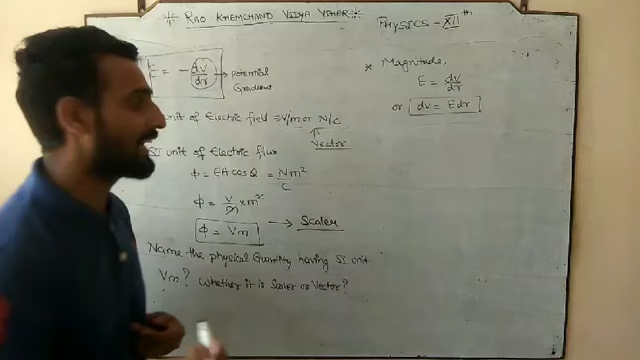 * RAO KHEMCHAND VIDYA VIHAR *
PHYSICS - XII th
E = - dv/dr → potential Gradient
unit of Electric field = V/m or N/C
↑
Vector
SI unit of Electric flux
ϕ = EA cos θ = Nm²/C
ϕ = V/m × m²
ϕ = Vm → Scaler
Name the physical Quantity having SI unit
Vm? Whether it is Scaler or Vector?
* Magnitude,
E = dv/dr
or dv = Edr